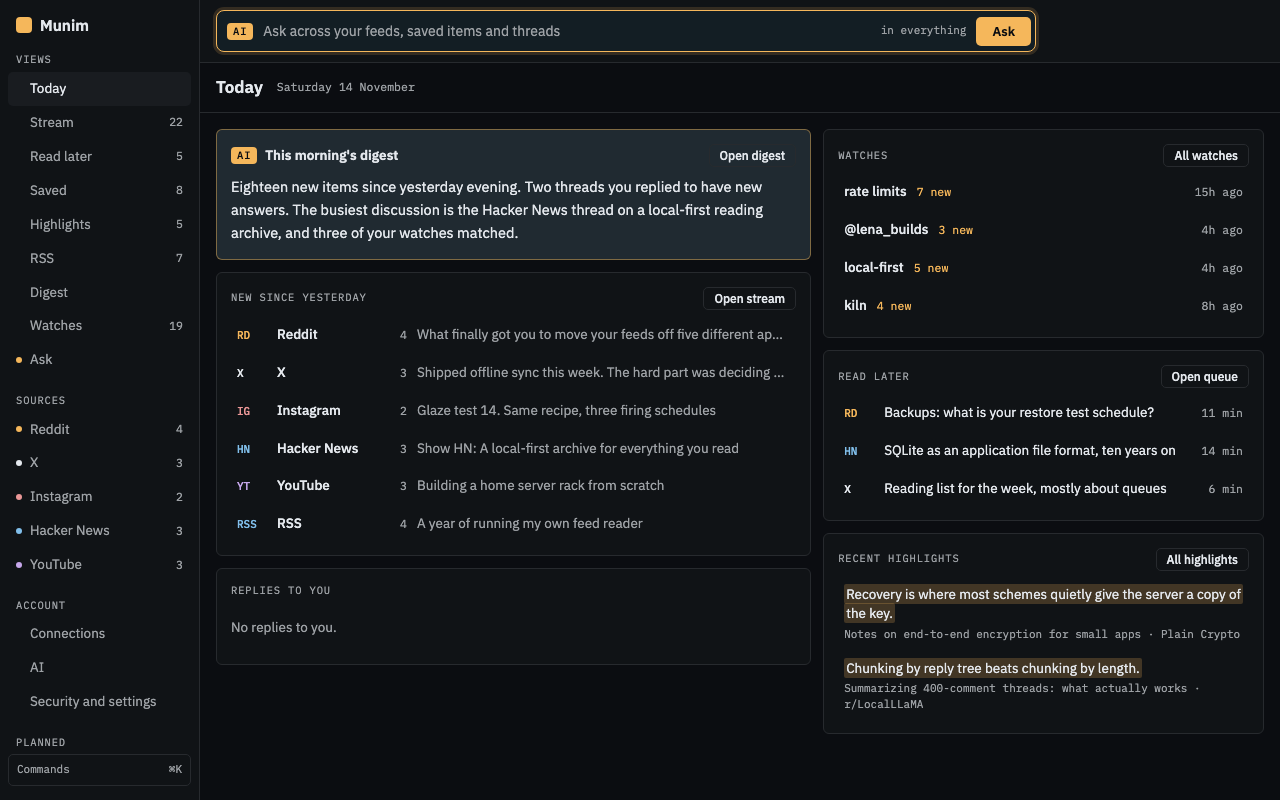 Munim
VIEWS
Today
Stream 22
Read later 5
Saved 8
Highlights 5
RSS 7
Digest
Watches 19
Ask
SOURCES
Reddit 4
X 3
Instagram 2
Hacker News 3
YouTube 3
ACCOUNT
Connections
AI
Security and settings
PLANNED
Commands ⌘K
AI Ask across your feeds, saved items and threads in everything Ask
Today Saturday 14 November
AI This morning's digest Open digest
Eighteen new items since yesterday evening. Two threads you replied to have new
answers. The busiest discussion is the Hacker News thread on a local-first reading
archive, and three of your watches matched.
NEW SINCE YESTERDAY Open stream
RD Reddit 4 What finally got you to move your feeds off five different ap...
X X 3 Shipped offline sync this week. The hard part was deciding ...
IG Instagram 2 Glaze test 14. Same recipe, three firing schedules
HN Hacker News 3 Show HN: A local-first archive for everything you read
YT YouTube 3 Building a home server rack from scratch
RSS RSS 4 A year of running my own feed reader
REPLIES TO YOU
No replies to you.
WATCHES All watches
rate limits 7 new 15h ago
@lena_builds 3 new 4h ago
local-first 5 new 4h ago
kiln 4 new 8h ago
READ LATER Open queue
RD Backups: what is your restore test schedule? 11 min
HN SQLite as an application file format, ten years on 14 min
X Reading list for the week, mostly about queues 6 min
RECENT HIGHLIGHTS All highlights
Recovery is where most schemes quietly give the server a copy of
the key.
Notes on end-to-end encryption for small apps · Plain Crypto
Chunking by reply tree beats chunking by length.
Summarizing 400-comment threads: what actually works ·
r/LocalLLaMA